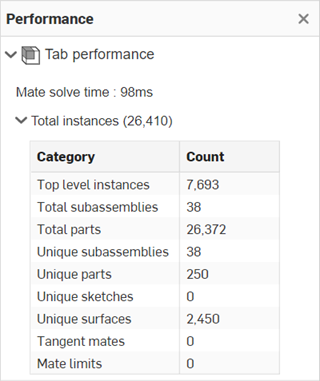 Performance
Tab performance
Mate solve time : 98ms
Total instances (26,410)
Category Count
Top level instances 7,693
Total subassemblies 38
Total parts 26,372
Unique subassemblies 38
Unique parts 250
Unique sketches 0
Unique surfaces 2,450
Tangent mates 0
Mate limits 0